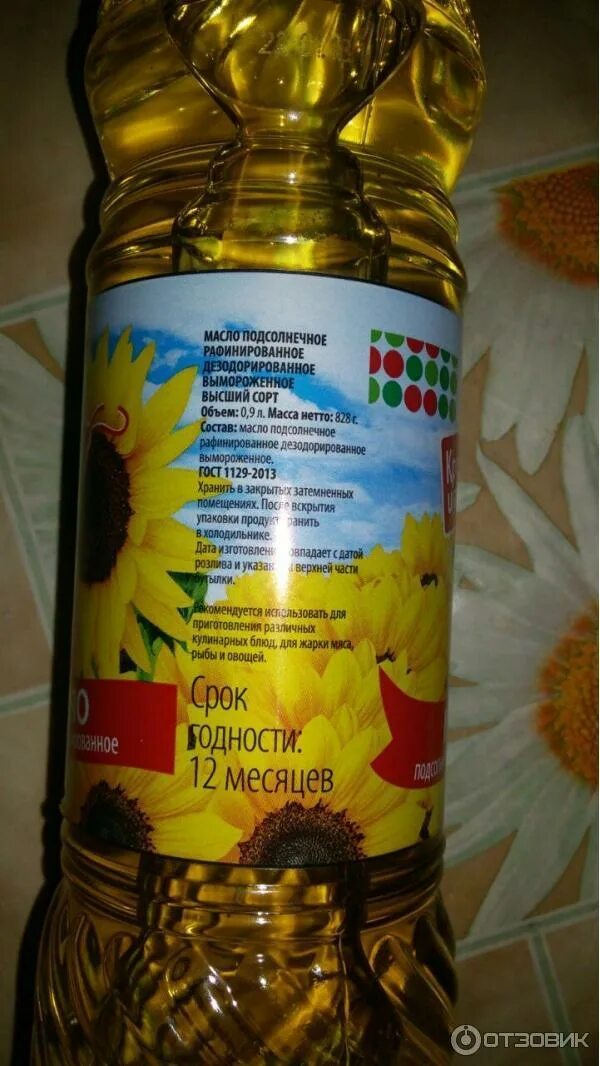 МАСЛО ПОДСОЛНЕЧНОЕ
РАФИНИРОВАННОЕ
ДЕЗОДОРИРОВАННОЕ
ВЫМОРОЖЕННОЕ
ВЫСШИЙ СОРТ
Объем: 0,9 л. Масса нетто: 828 г.
Состав: масло подсолнечное
рафинированное дезодорированное
вымороженное.
ГОСТ 1129-2013
Хранить в закрытых затемненных
помещениях. После вскрытия
упаковки продукт хранить
в холодильнике.
Дата изготовления совпадает с датой
розлива и указана на верхней части
бутылки.
Рекомендуется использовать для
приготовления различных
кулинарных блюд, для жарки мяса,
рыбы и овощей.
Срок
годности:
12 месяцев
ОТЗОВИК